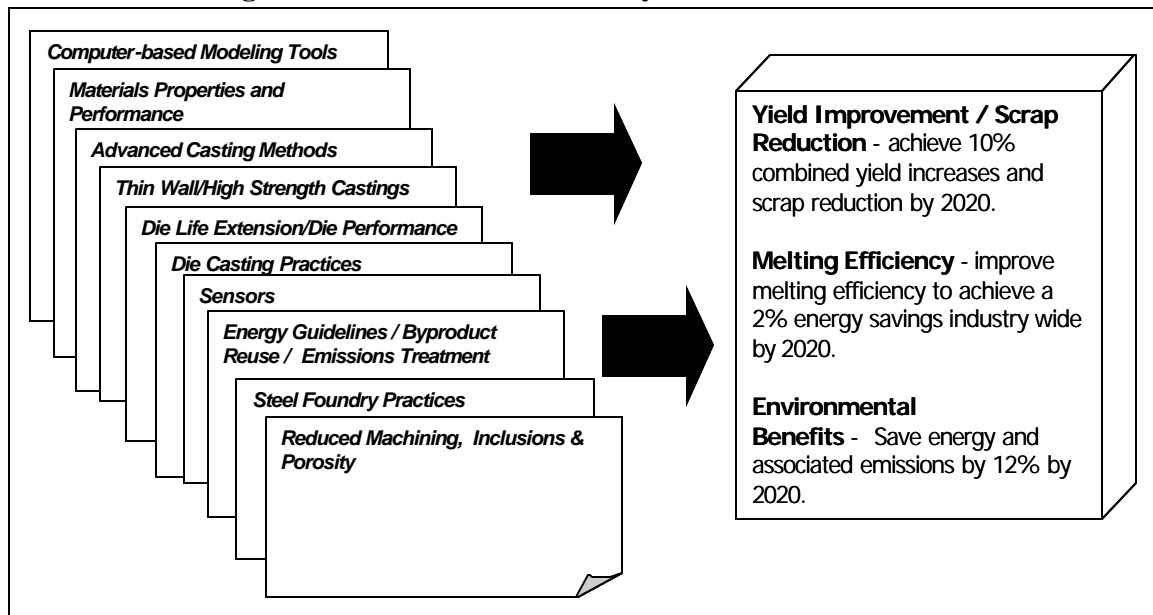 Computer-based Modeling Tools
Materials Properties and
Performance
Advanced Casting Methods
Thin Wall/High Strength Castings
Die Life Extension/Die Performance
Die Casting Practices
Sensors
Energy Guidelines / Byproduct
Reuse / Emissions Treatment
Steel Foundry Practices
Reduced Machining, Inclusions &
Porosity
Yield Improvement / Scrap
Reduction - achieve 10%
combined yield increases and
scrap reduction by 2020.
Melting Efficiency - improve
melting efficiency to achieve a
2% energy savings industry wide
by 2020.
Environmental
Benefits - Save energy and
associated emissions by 12% by
2020.